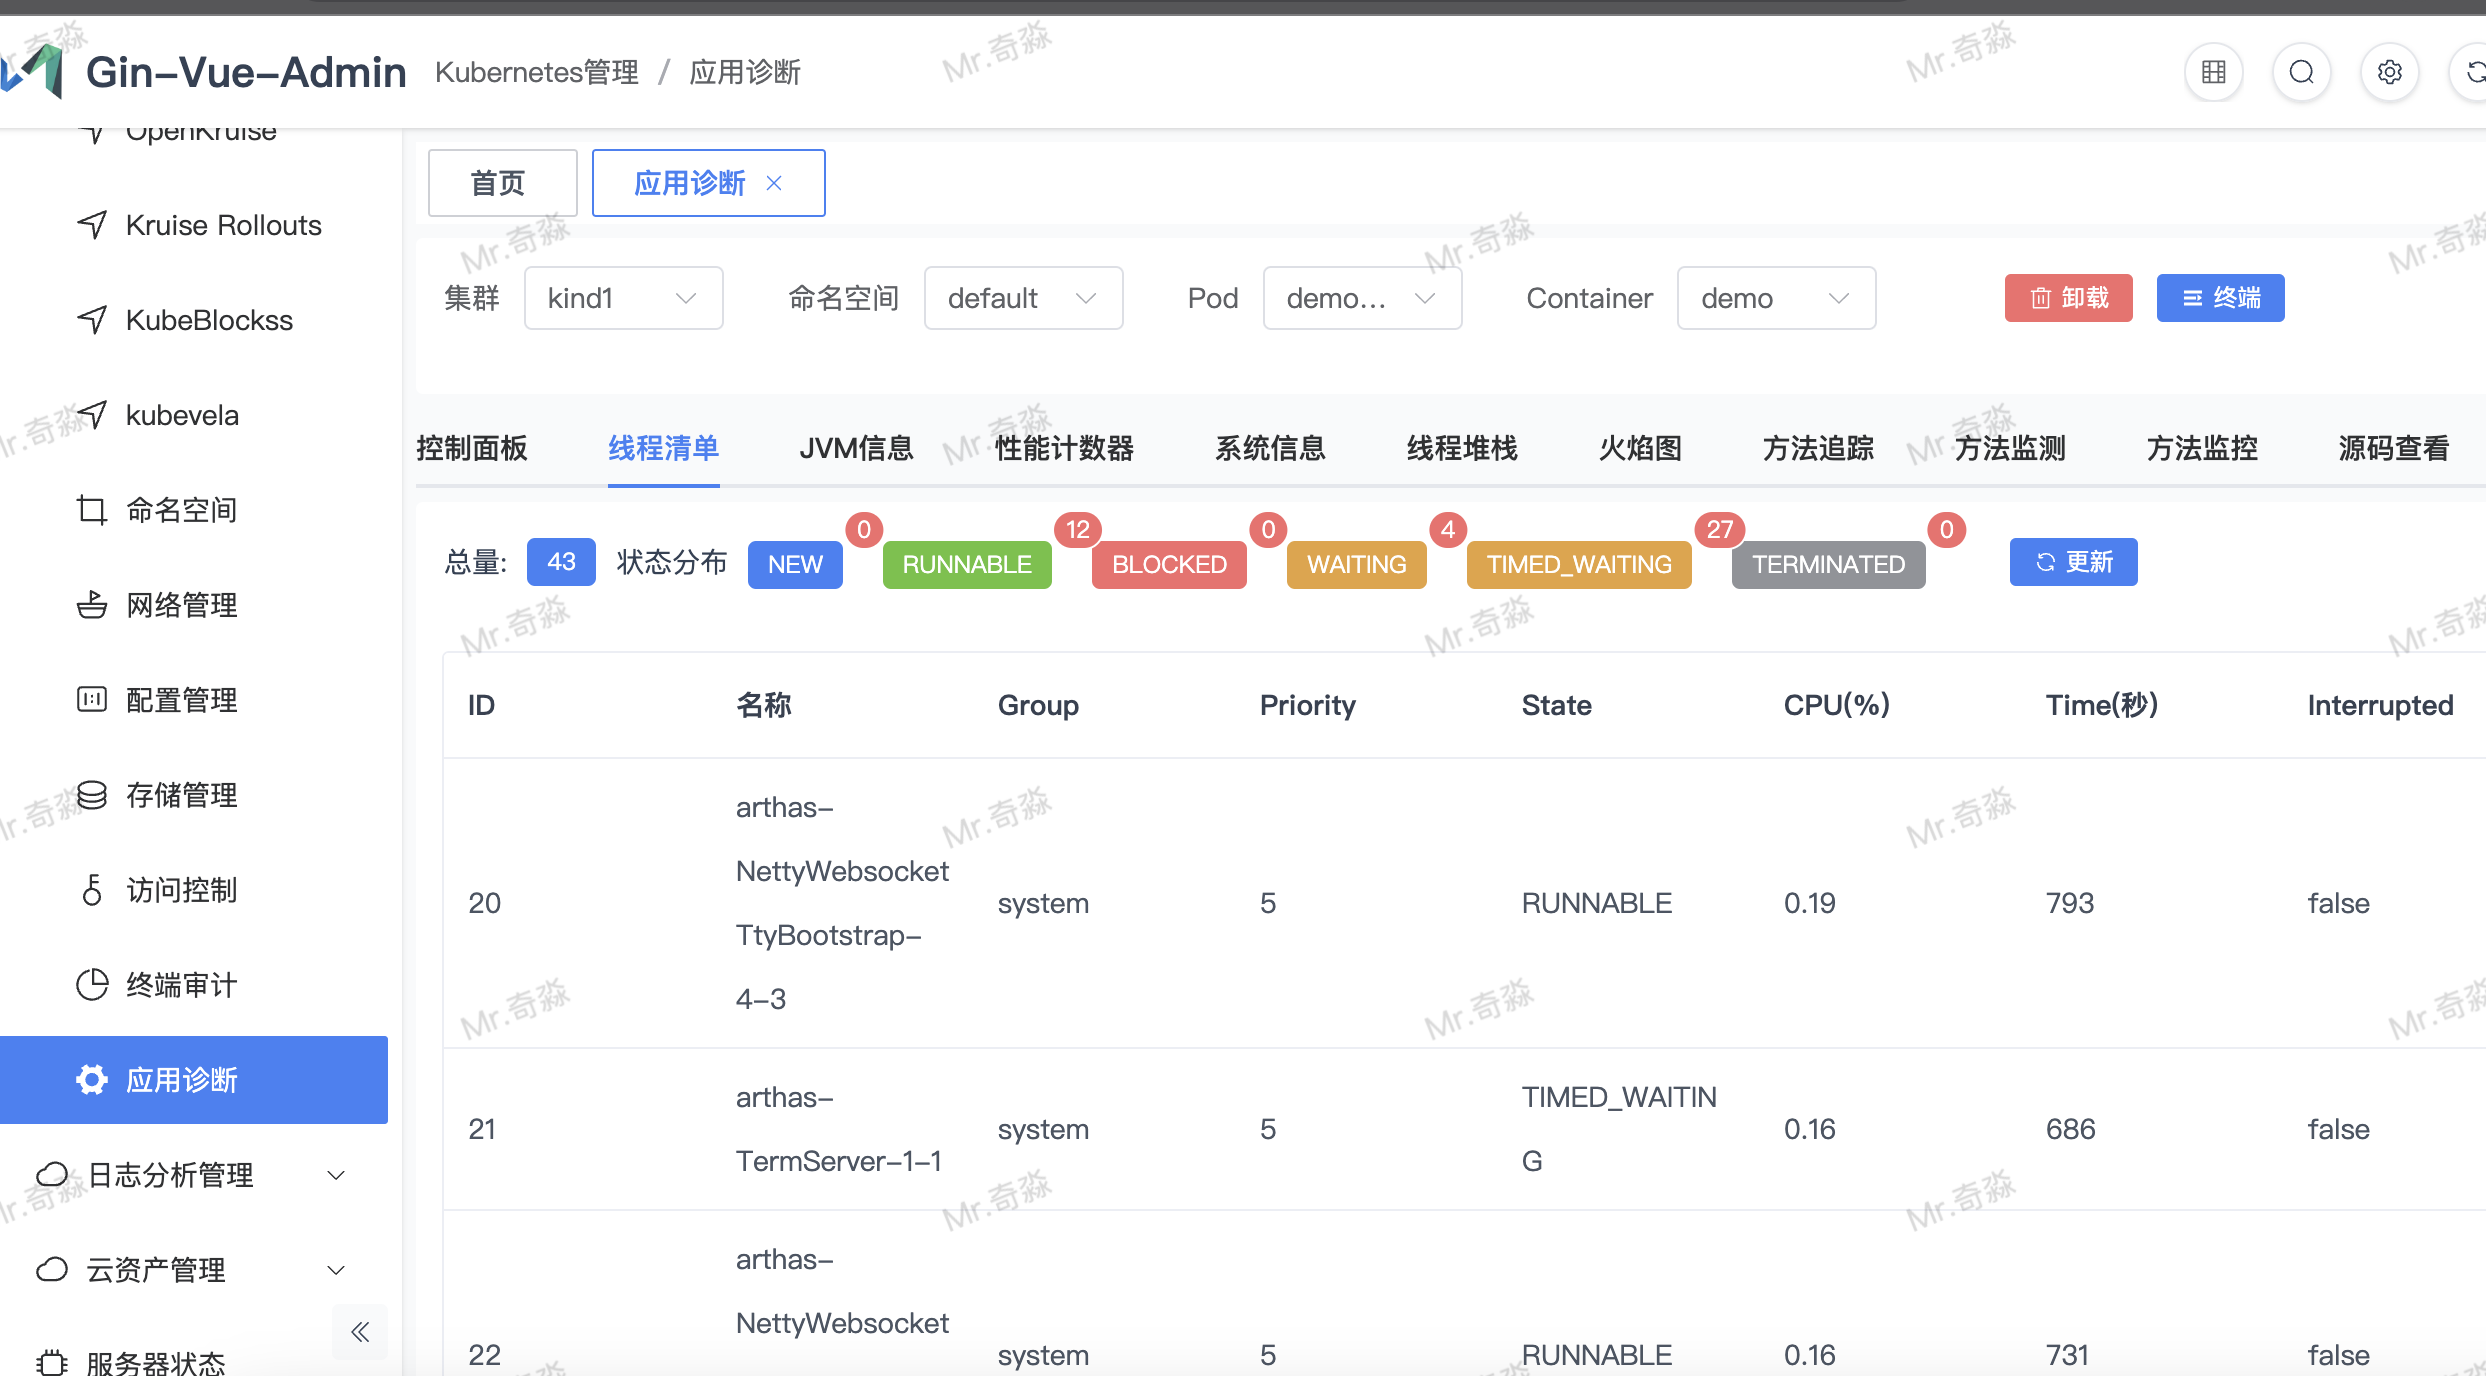 Gin-Vue-Admin Kubernetes管理 / 应用诊断
OpenKruise
Kruise Rollouts
KubeBlockss
kubevela
命名空间
网络管理
配置管理
存储管理
访问控制
终端审计
应用诊断
日志分析管理
云资产管理
服务器状态
首页 应用诊断
集群 kind1 命名空间 default Pod demo... Container demo 卸载 终端
控制面板 线程清单 JVM信息 性能计数器 系统信息 线程堆栈 火焰图 方法追踪 方法监测 方法监控 源码查看
总量: 43 状态分布 NEW 0 RUNNABLE 12 BLOCKED 0 WAITING 4 TIMED_WAITING 27 TERMINATED 0 更新
ID 名称 Group Priority State CPU(%) Time(秒) Interrupted
20 arthas-
NettyWebsocket
TtyBootstrap-
4-3 system 5 RUNNABLE 0.19 793 false
21 arthas-
TermServer-1-1 system 5 TIMED_WAITIN
G 0.16 686 false
22 arthas-
NettyWebsocket system 5 RUNNABLE 0.16 731 false
Mr.奇淼